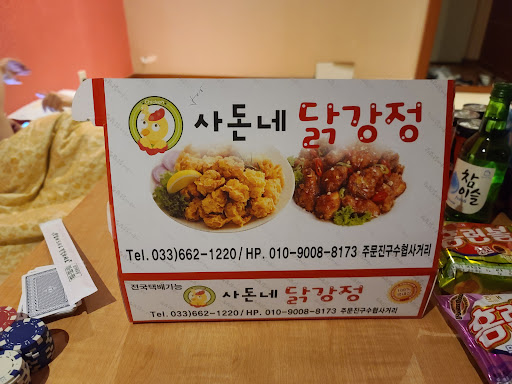 사돈네 닭강정
Tel. 033)662-1220 / HP. 010-9008-8173 주문진구수협사거리
전국택배가능
사돈네 닭강정
Tel. 033)662-1220 / HP. 010-9008-8173 주문진구수협사거리
참
이슬